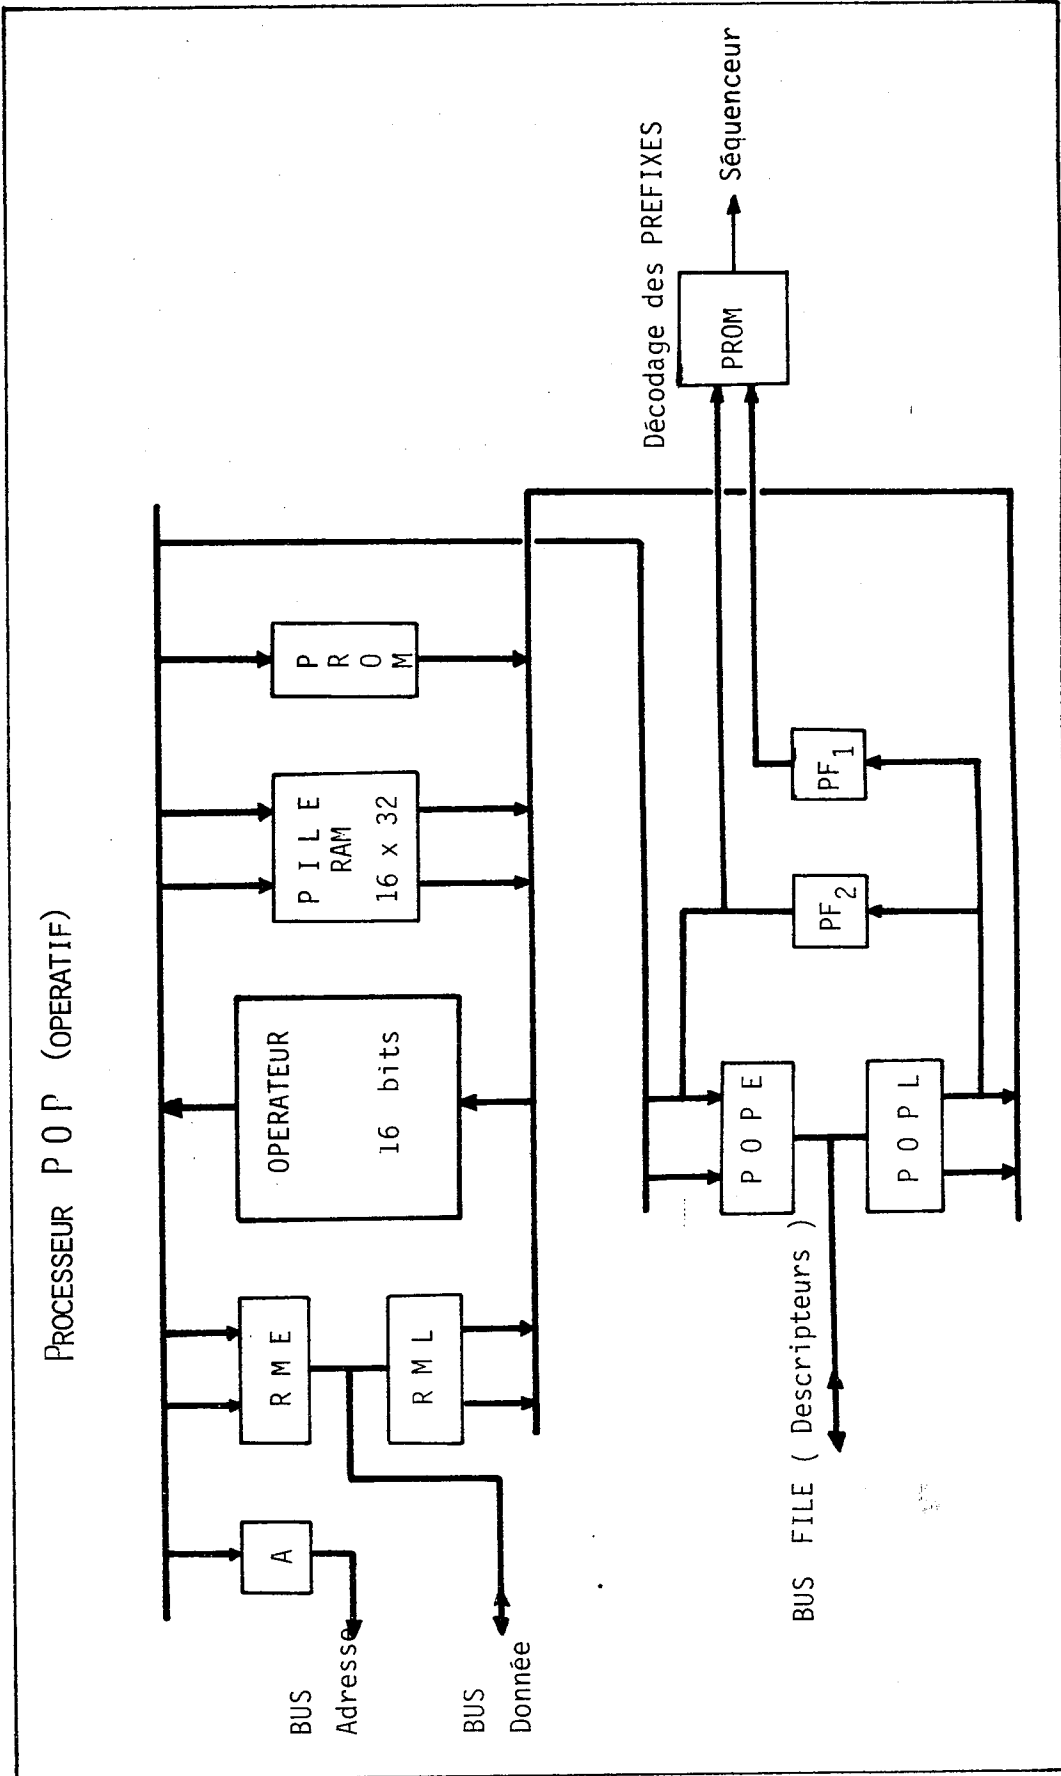 PROCESSEUR P O P (OPERATIF)
BUS
Adresse
BUS
Donnée
A
R M E
R M L
OPERATEUR
16 bits
P I L E
RAM
16 x 32
P R O M
BUS FILE ( Descripteurs )
P O P E
P O P L
PF2
PF1
Décodage des PREFIXES
PROM
Séquenceur